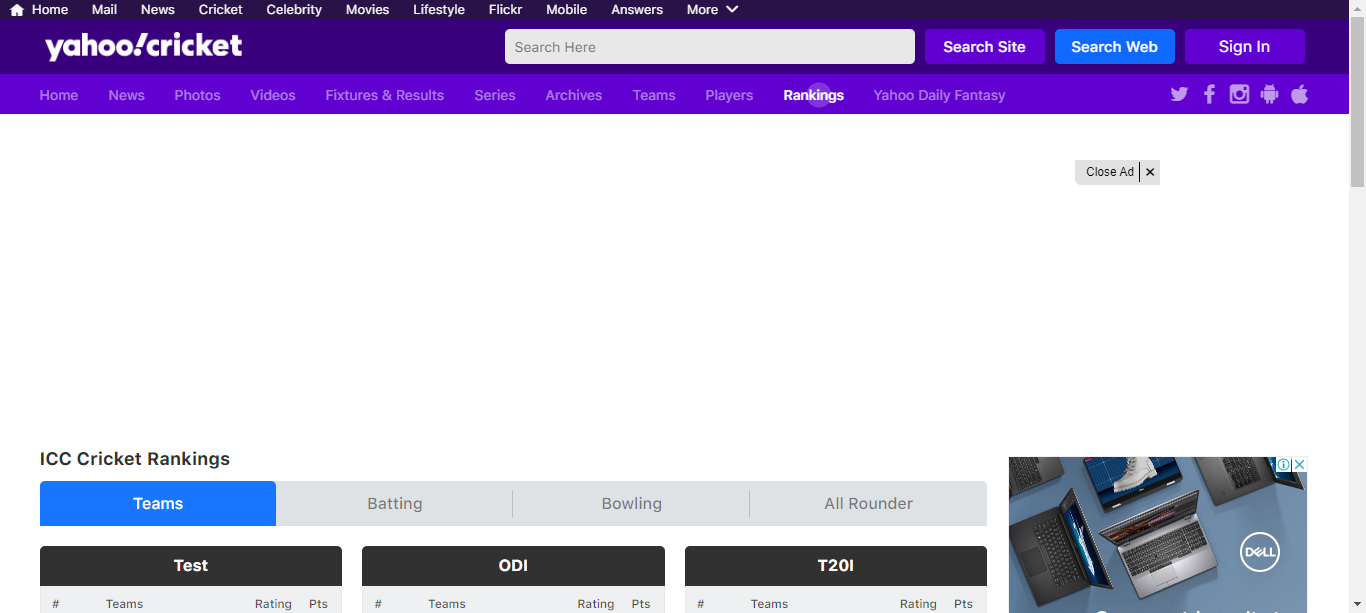 Home Mail News Cricket Celebrity Movies Lifestyle Flickr Mobile Answers More
yahoo!cricket
Search Here
Search Site
Search Web
Sign In
Home News Photos Videos Fixtures & Results Series Archives Teams Players Rankings Yahoo Daily Fantasy
Close Ad
ICC Cricket Rankings
Teams Batting Bowling All Rounder
Test ODI T20I
# Teams Rating Pts # Teams Rating Pts # Teams Rating Pts
DELL